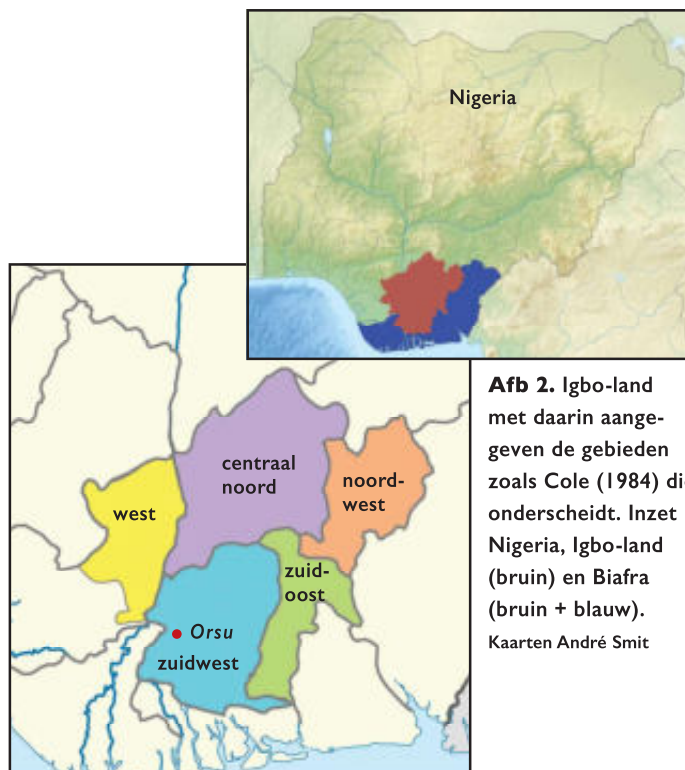 Nigeria
centraal
noord
noord-
west
west
zuid-
oost
Orsu
zuidwest
Afb 2. Igbo-land
met daarin aange-
geven de gebieden
zoals Cole (1984) di
onderscheidt. Inzet
Nigeria, Igbo-land
(bruin) en Biafra
(bruin + blauw).
Kaarten André Smit